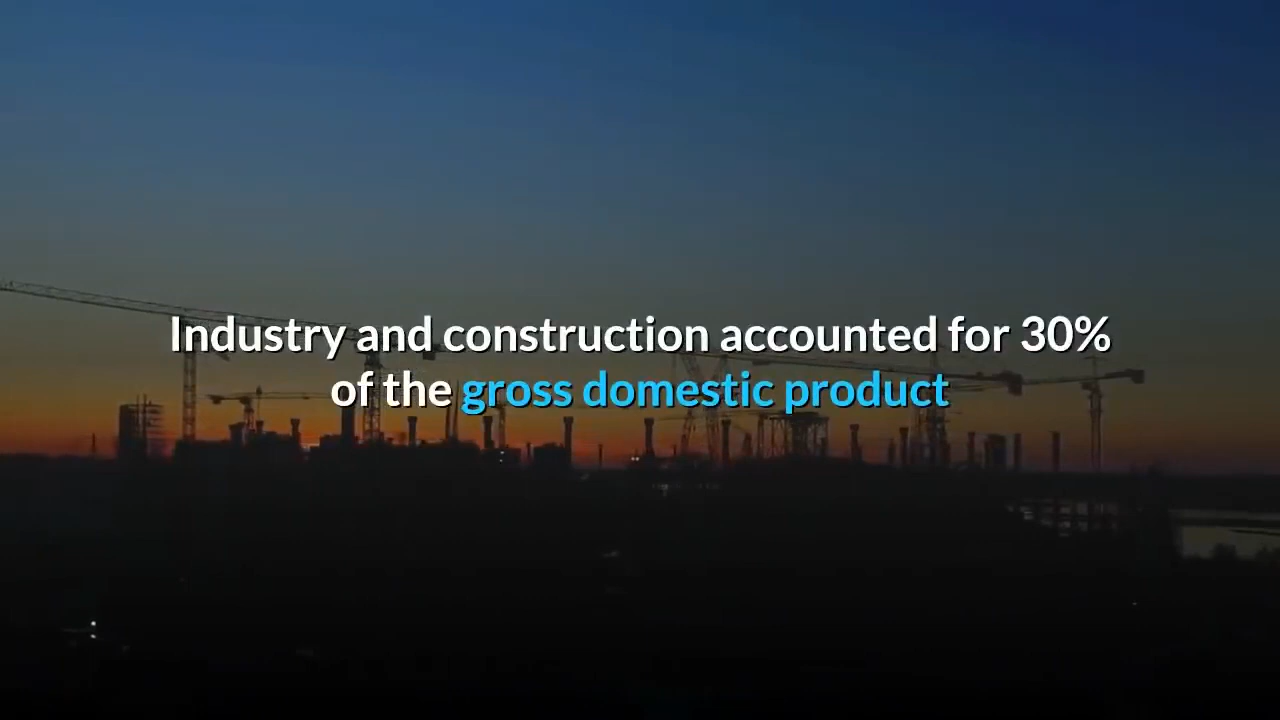 Industry and construction accounted for 30%
of the gross domestic product